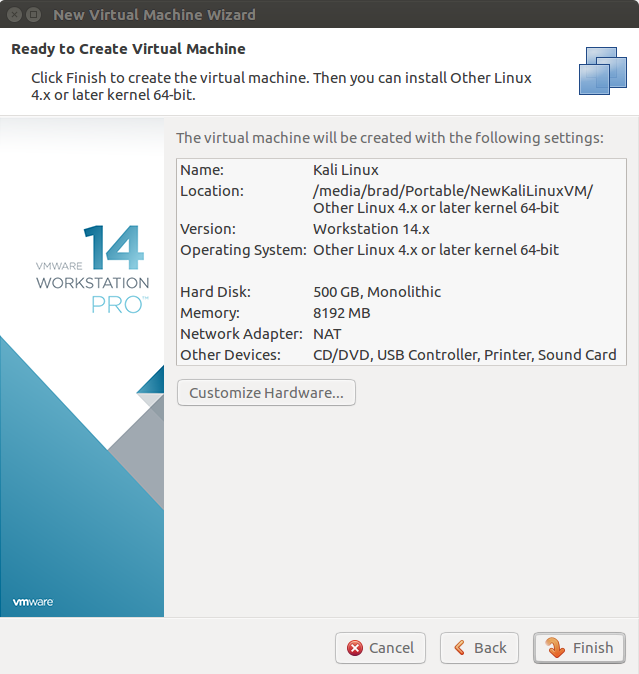 New Virtual Machine Wizard
Ready to Create Virtual Machine
Click Finish to create the virtual machine. Then you can install Other Linux
4.x or later kernel 64-bit.
The virtual machine will be created with the following settings:
Name: Kali Linux
Location: /media/brad/Portable/NewKaliLinuxVM/
Other Linux 4.x or later kernel 64-bit
Version: Workstation 14.x
Operating System: Other Linux 4.x or later kernel 64-bit
Hard Disk: 500 GB, Monolithic
Memory: 8192 MB
Network Adapter: NAT
Other Devices: CD/DVD, USB Controller, Printer, Sound Card
Customize Hardware...
VMWARE 14
WORKSTATION
PRO™
vmware
Cancel
Back
Finish